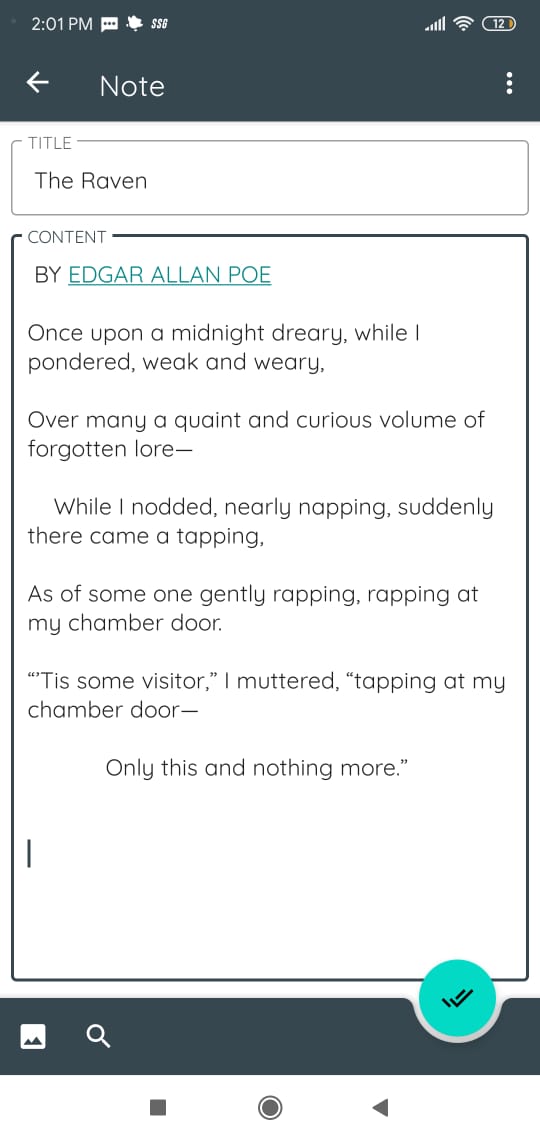 2:01 PM SSG 12
Note
TITLE
The Raven
CONTENT
BY EDGAR ALLAN POE
Once upon a midnight dreary, while I
pondered, weak and weary,
Over many a quaint and curious volume of
forgotten lore—
While I nodded, nearly napping, suddenly
there came a tapping,
As of some one gently rapping, rapping at
my chamber door.
“’Tis some visitor,” I muttered, “tapping at my
chamber door—
Only this and nothing more.”